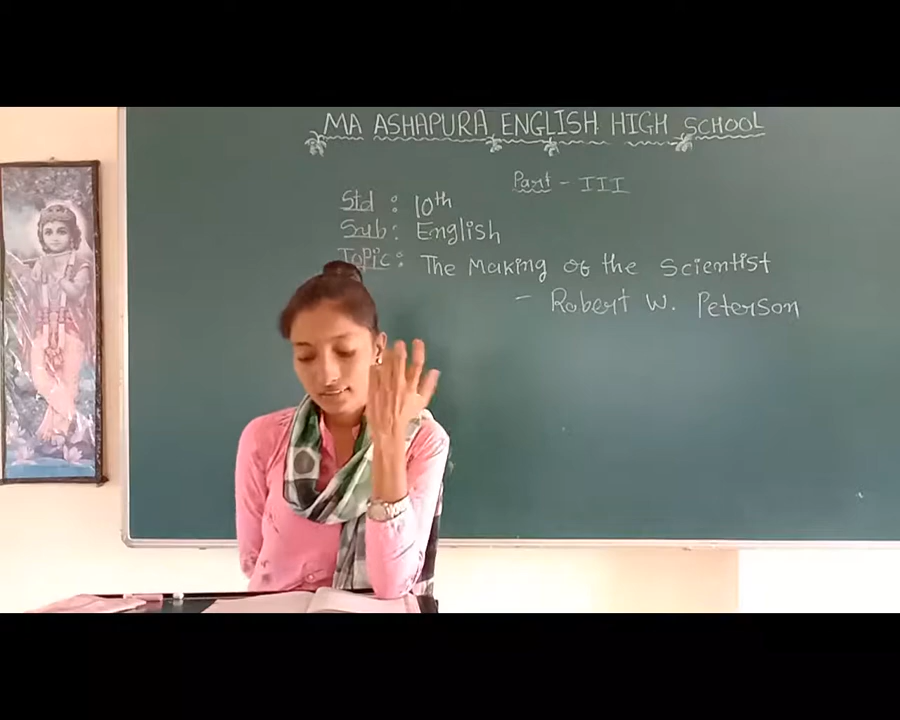 MA ASHAPURA ENGLISH HIGH SCHOOL
Part - III
Std : 10th
Sub : English
Topic : The Making of the Scientist
- Robert W. Peterson